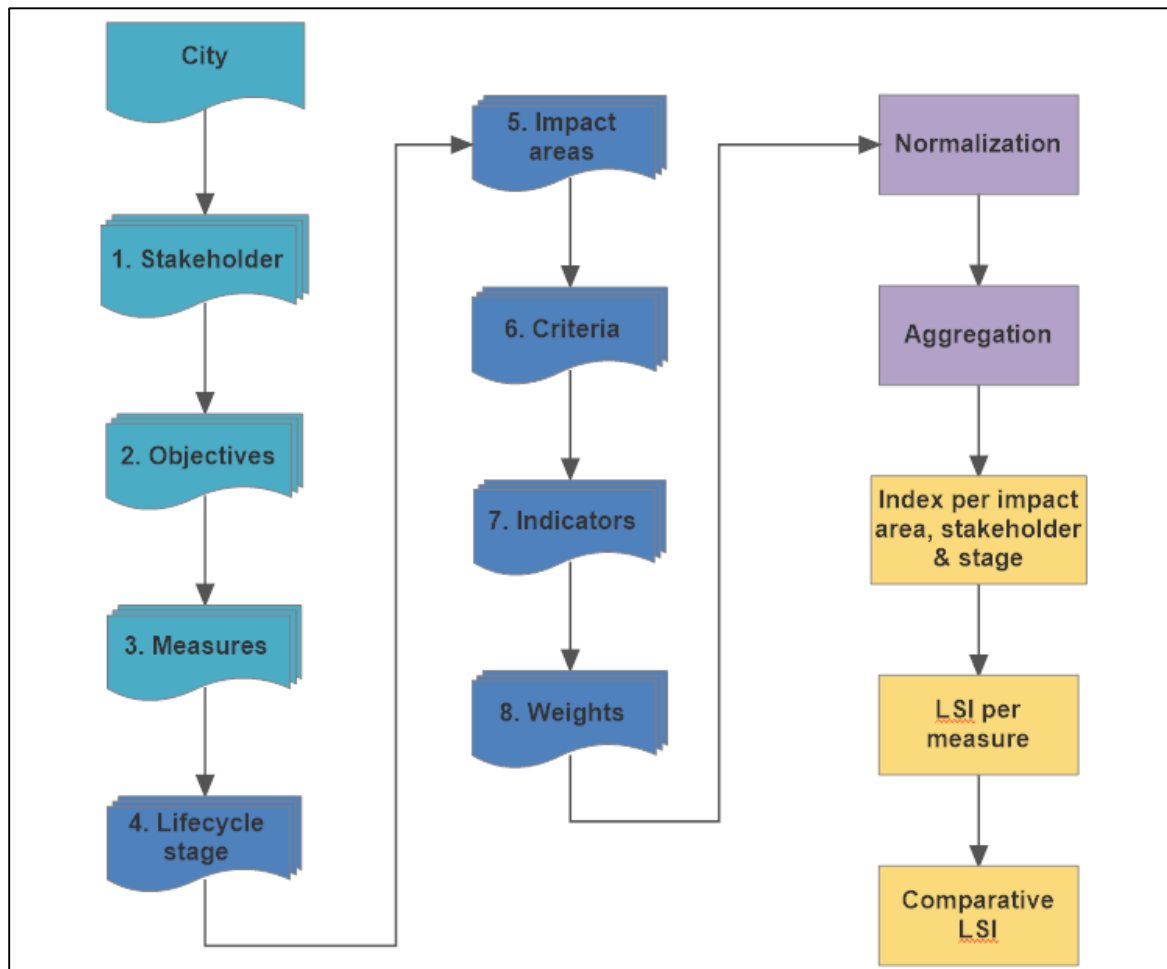 City
1. Stakeholder
2. Objectives
3. Measures
4. Lifecycle
stage
5. Impact
areas
6. Criteria
7. Indicators
8. Weights
Normalization
Aggregation
Index per impact
area, stakeholder
& stage
LSI per
measure
Comparative
LSI